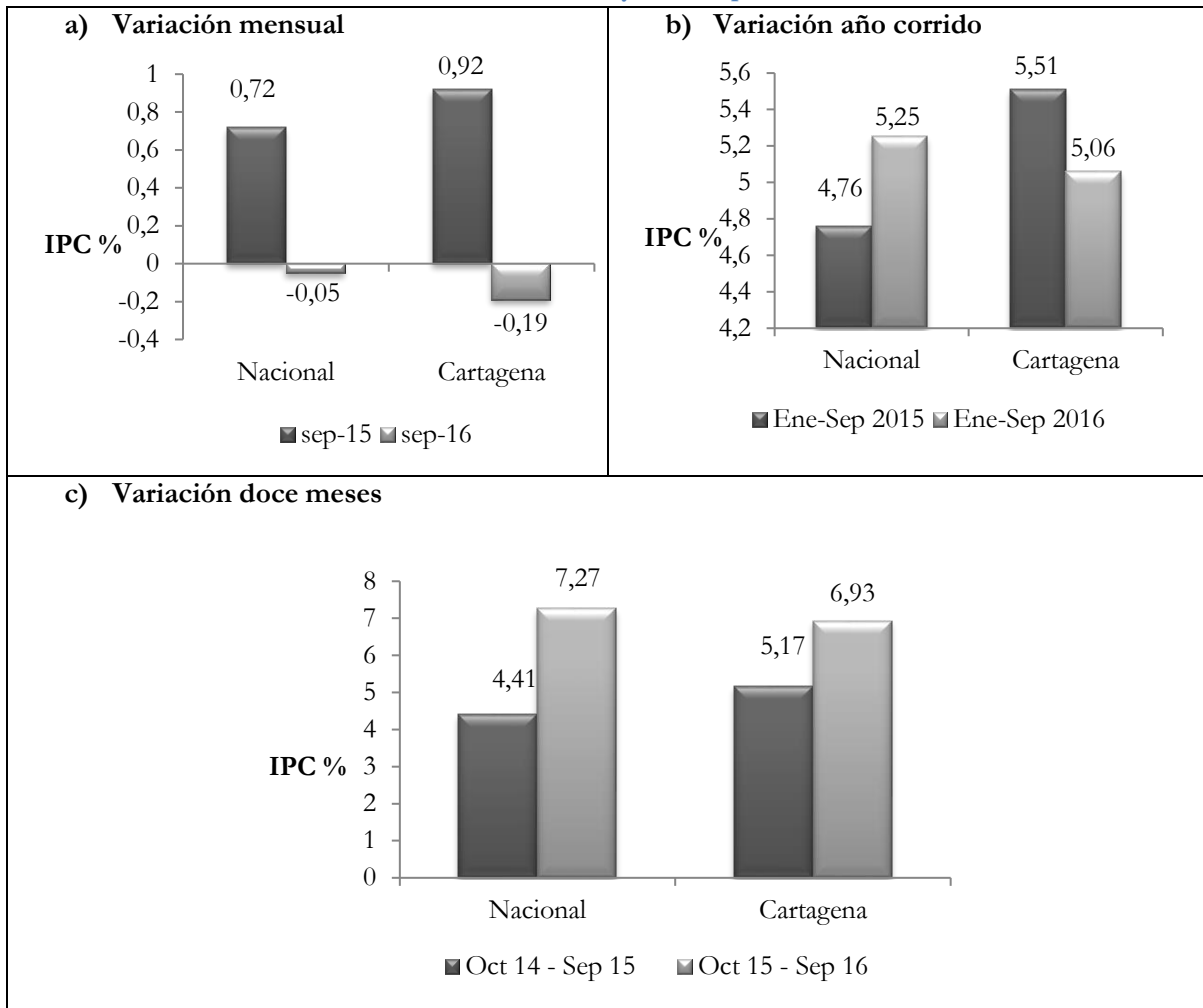 a) Variación mensual
1
0,8
0,6
0,4
0,2
0
-0,2
-0,4
IPC %
0,72
-0,05
0,92
-0,19
Nacional
Cartagena
sep-15 sep-16
b) Variación año corrido
5,6
5,4
5,2
5
4,8
4,6
4,4
4,2
IPC %
4,76
5,25
5,51
5,06
Nacional
Cartagena
Ene-Sep 2015 Ene-Sep 2016
c) Variación doce meses
8
7
6
5
4
3
2
1
0
IPC %
4,41
7,27
5,17
6,93
Nacional
Cartagena
Oct 14 - Sep 15 Oct 15 - Sep 16